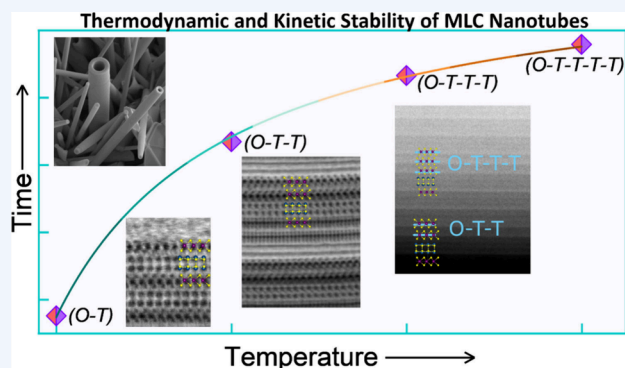 Thermodynamic and Kinetic Stability of MLC Nanotubes
(O-T-T-T-T)
(O-T-T-T)
(O-T-T)
O-T-T-T
O-T-T
(O-T)
Time
Temperature